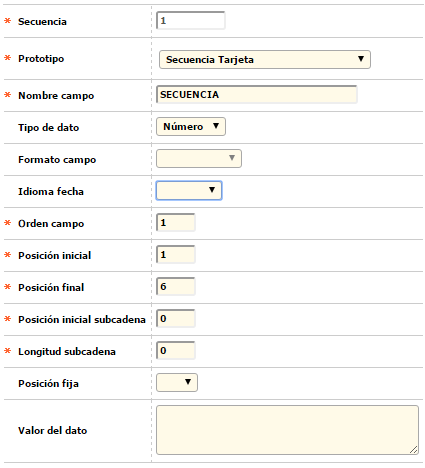 * Secuencia 1
* Prototipo Secuencia Tarjeta
* Nombre campo SECUENCIA
Tipo de dato Número
Formato campo
Idioma fecha
* Orden campo 1
* Posición inicial 1
* Posición final 6
* Posición inicial subcadena 0
* Longitud subcadena 0
Posición fija
Valor del dato